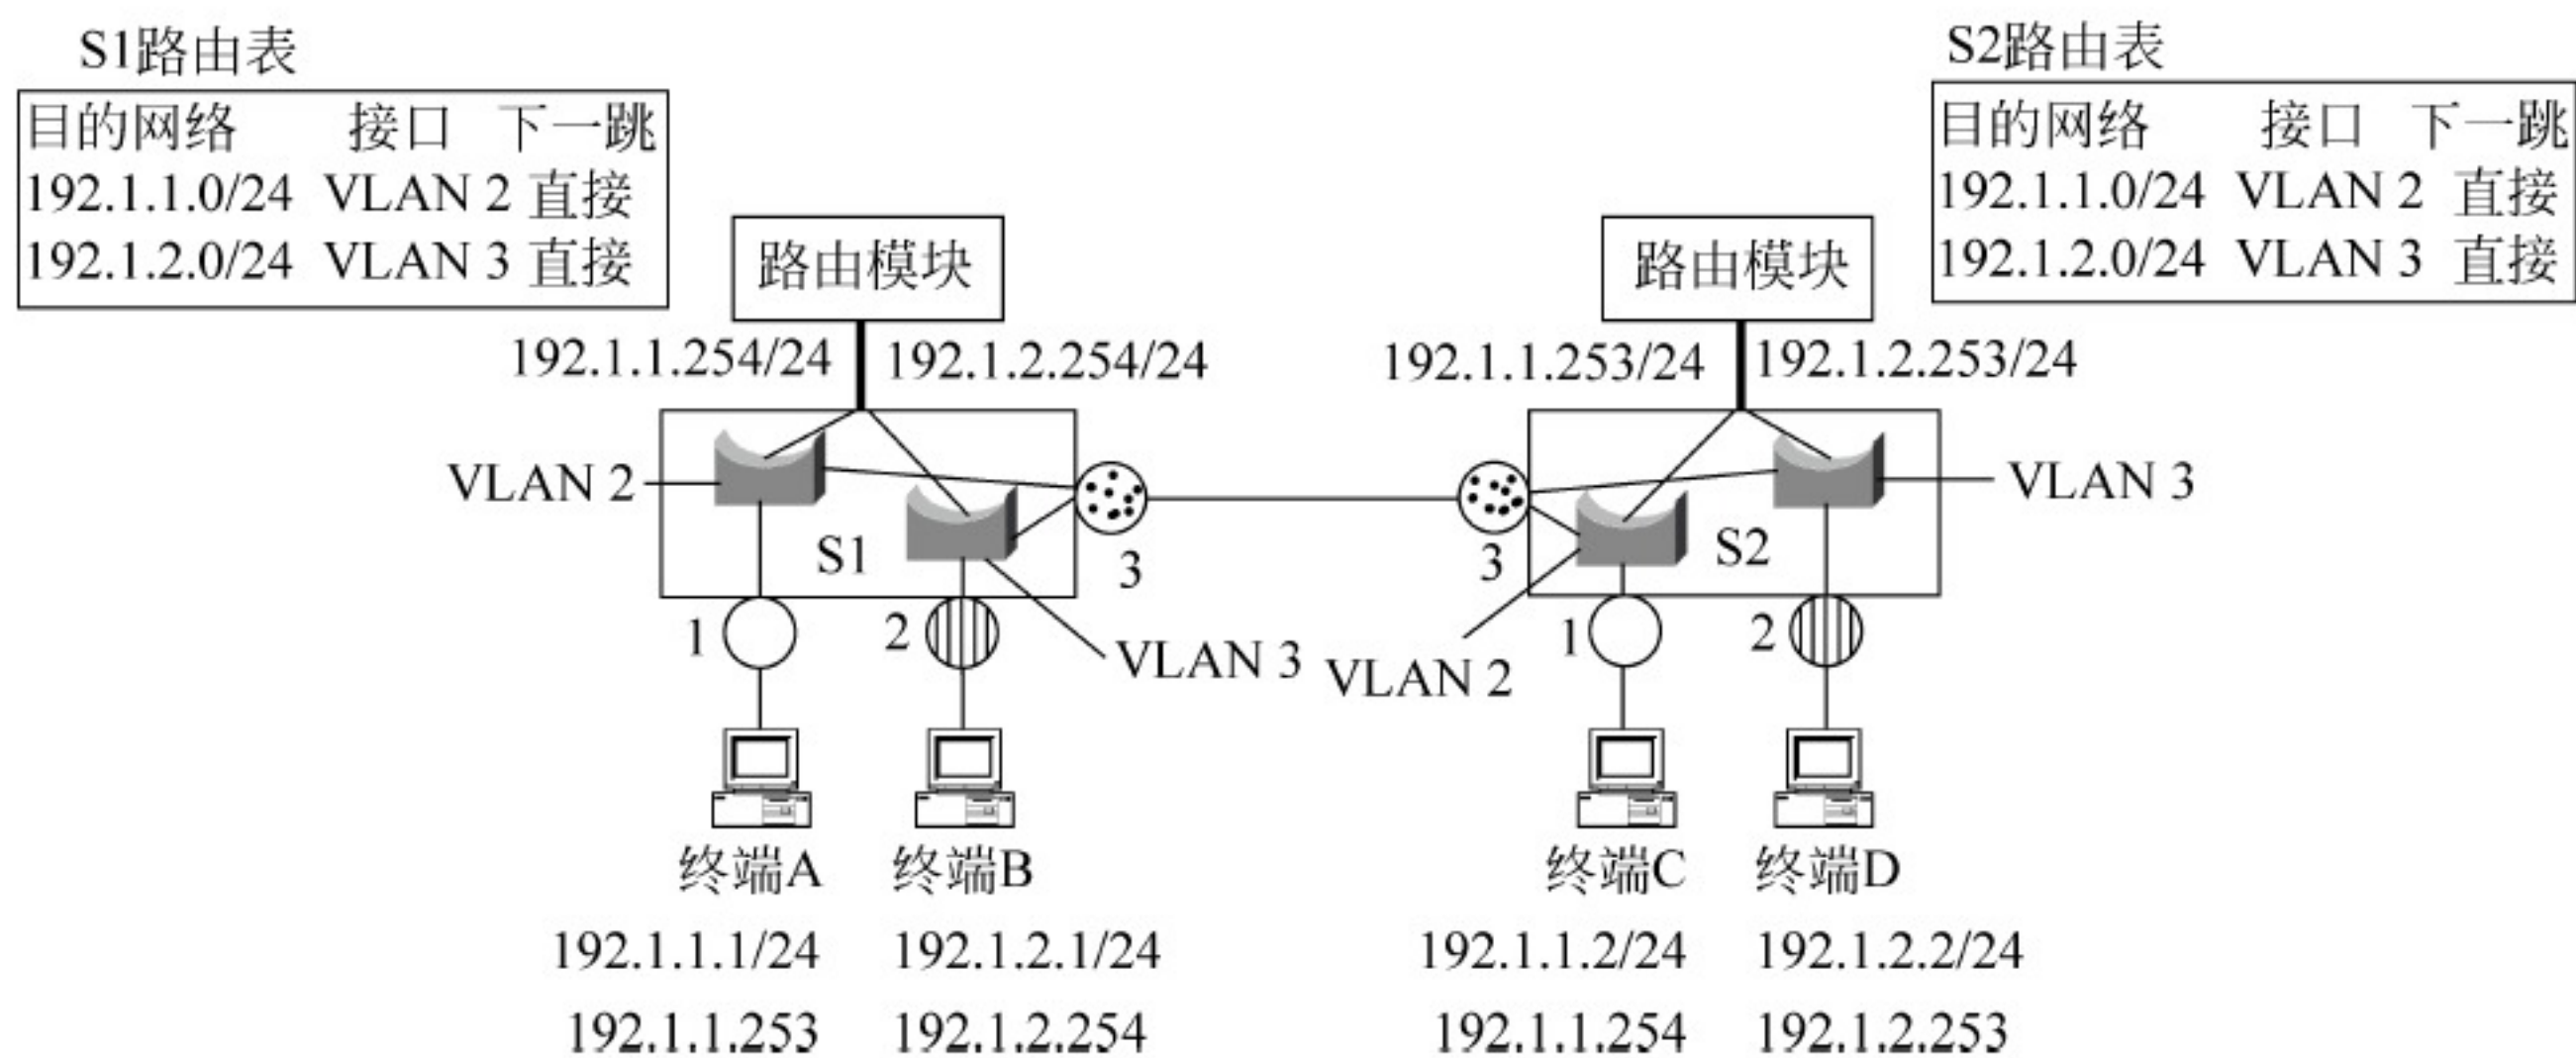 S1路由表
目的网络 接口 下一跳
192.1.1.0/24 VLAN 2 直接
192.1.2.0/24 VLAN 3 直接
S2路由表
目的网络 接口 下一跳
192.1.1.0/24 VLAN 2 直接
192.1.2.0/24 VLAN 3 直接
路由模块
路由模块
192.1.1.254/24 192.1.2.254/24
192.1.1.253/24 192.1.2.253/24
VLAN 2
S1
3
3
S2
VLAN 3
1
2
VLAN 3
VLAN 2
1
2
终端A 终端B 终端C 终端D
192.1.1.1/24 192.1.2.1/24 192.1.1.2/24 192.1.2.2/24
192.1.1.253 192.1.2.254 192.1.1.254 192.1.2.253